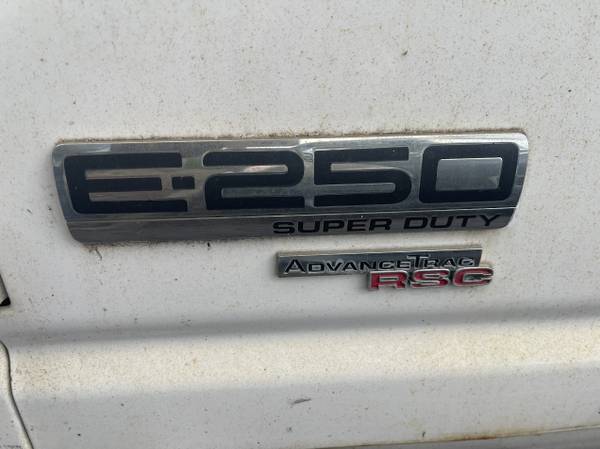 E-250
SUPER DUTY
ADVANCETRAC
RSC